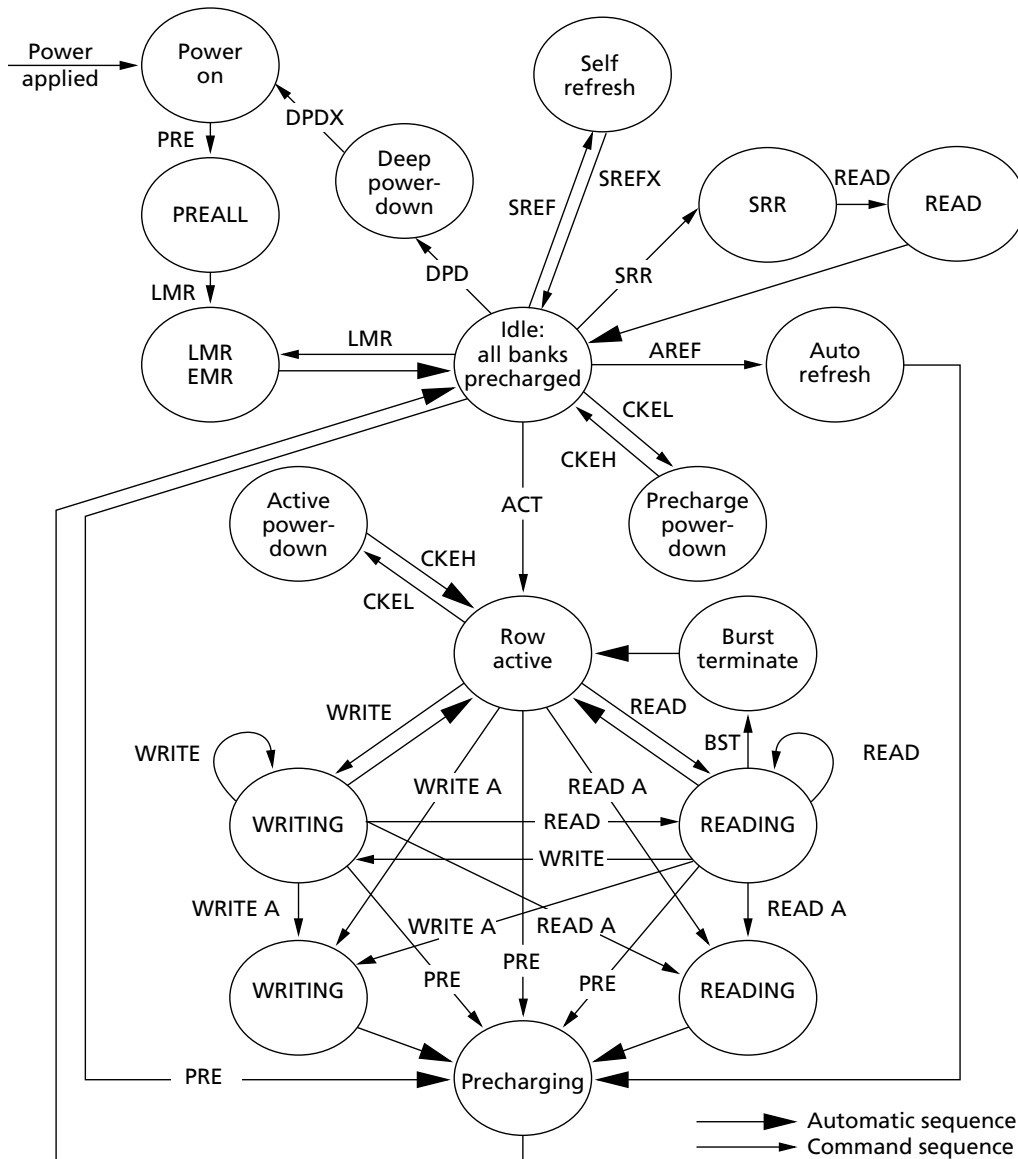 Power
applied
Power
on
Self
refresh
DPDX
PRE
Deep
power-
down
READ
SREFX
SREF
SRR
READ
PREALL
DPD
SRR
LMR
LMR
EMR
LMR
Idle:
all banks
precharged
AREF
Auto
refresh
CKEL
CKEH
Active
power-
down
ACT
Precharge
power-
down
CKEH
CKEL
Row
active
Burst
terminate
WRITE
READ
WRITE
BST
READ
WRITE A
READ A
WRITING
READ
READING
WRITE
WRITE A
WRITE A
READ A
READ A
WRITING
PRE
PRE
PRE
READING
PRE
Precharging
Automatic sequence
Command sequence